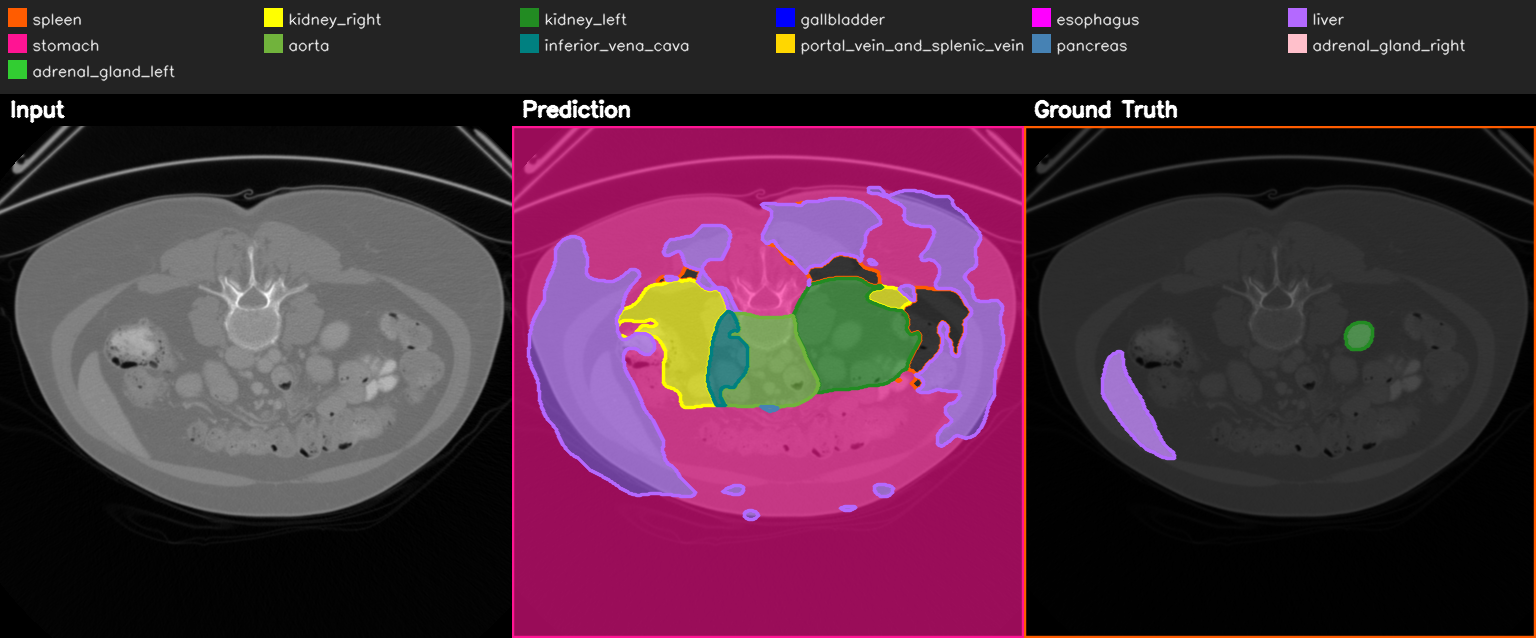 spleen kidney_right kidney_left gallbladder esophagus liver
stomach aorta inferior_vena_cava portal_vein_and_splenic_vein pancreas adrenal_gland_right
adrenal_gland_left
Input Prediction Ground Truth